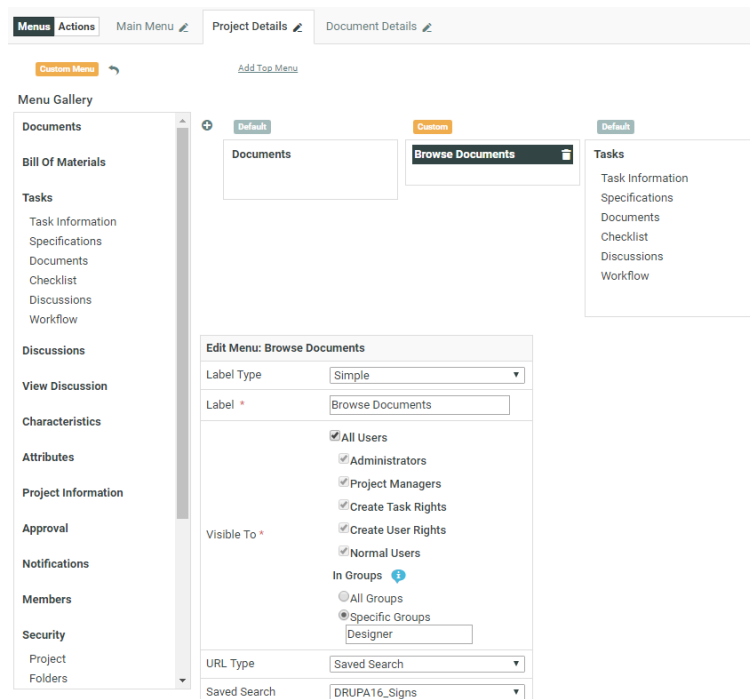 Menus Actions Main Menu Project Details Document Details
Custom Menu Add Top Menu
Menu Gallery
Documents
Bill Of Materials
Tasks
Task Information
Specifications
Documents
Checklist
Discussions
Workflow
Discussions
View Discussion
Characteristics
Attributes
Project Information
Approval
Notifications
Members
Security
Project
Folders
Default
Documents
Custom
Browse Documents
Default
Tasks
Task Information
Specifications
Documents
Checklist
Discussions
Workflow
Edit Menu: Browse Documents
Label Type Simple
Label * Browse Documents
Visible To *
All Users
Administrators
Project Managers
Create Task Rights
Create User Rights
Normal Users
In Groups
All Groups
Specific Groups
Designer
URL Type Saved Search
Saved Search DRUPA16_Signs